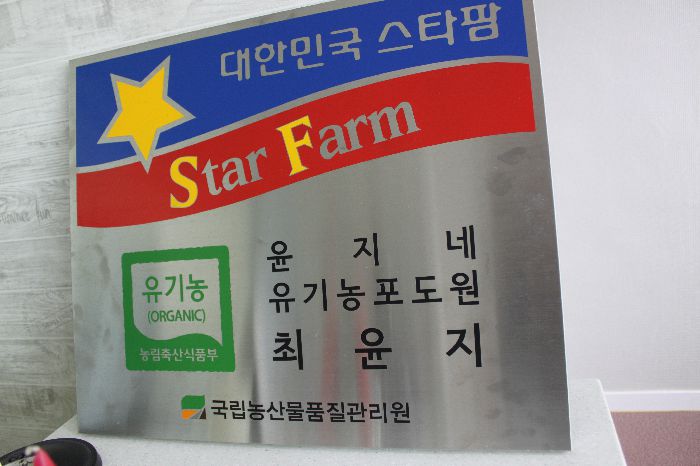 대한민국 스타팜
Star Farm
유기농
(ORGANIC)
농림축산식품부
윤 지 네
유기농포도원
최 윤 지
국립농산물품질관리원